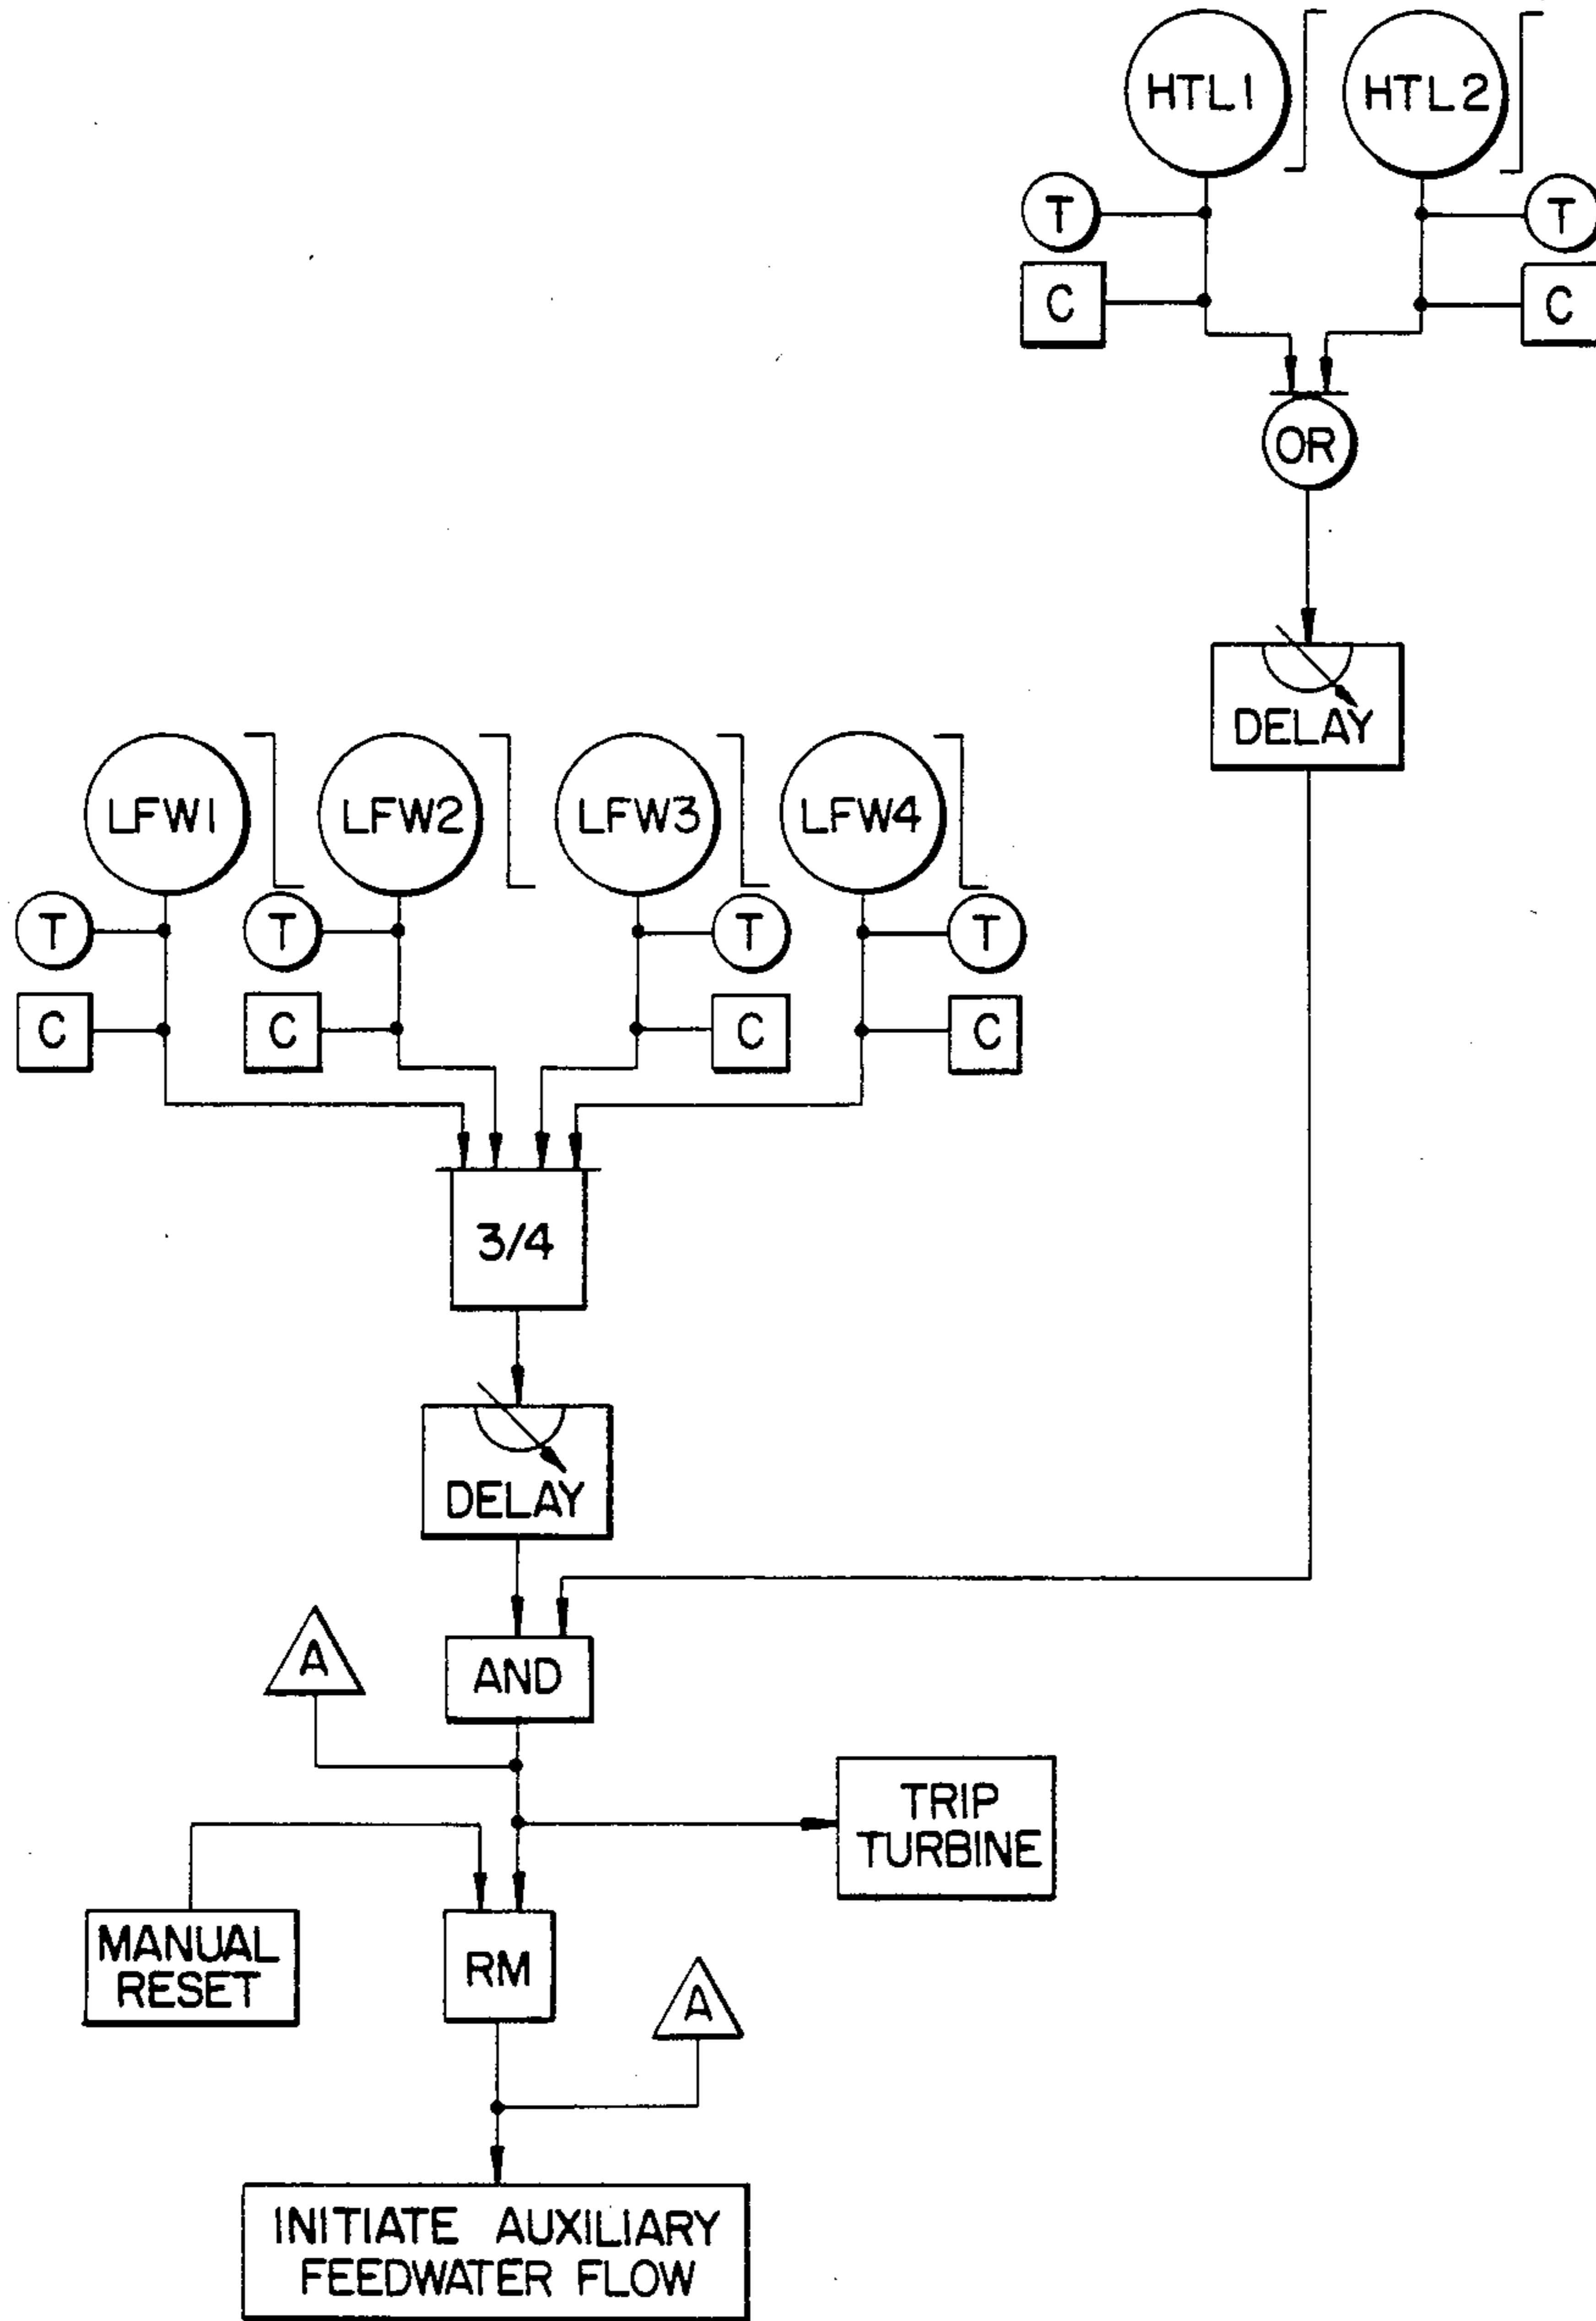 HTL1 HTL2
T T
C C
OR
DELAY
LFW1 LFW2 LFW3 LFW4
T T T T
C C C C
3/4
DELAY
A
AND
TRIP
TURBINE
MANUAL
RESET
RM
A
INITIATE AUXILIARY
FEEDWATER FLOW